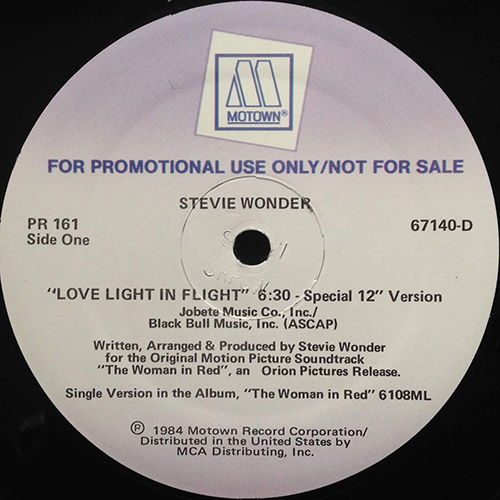 MOTOWN®
FOR PROMOTIONAL USE ONLY/NOT FOR SALE
STEVIE WONDER
PR 161
Side One
67140-D
"LOVE LIGHT IN FLIGHT" 6:30 - Special 12" Version
Jobete Music Co., Inc./
Black Bull Music, Inc. (ASCAP)
Written, Arranged & Produced by Stevie Wonder
for the Original Motion Picture Soundtrack
"The Woman in Red", an Orion Pictures Release.
Single Version in the Album, "The Woman in Red" 6108ML
℗ 1984 Motown Record Corporation/
Distributed in the United States by
MCA Distributing, Inc.